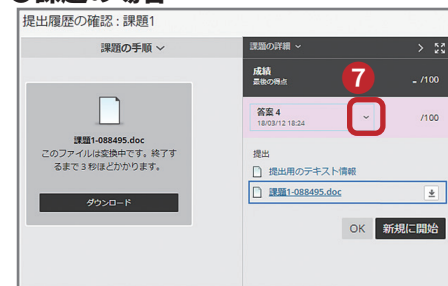 提出履歴の確認 : 課題1
課題の手順
課題の詳細
成績
最後の得点
7
- /100
答案 4
18/03/12 18:24
/100
課題1-088495.doc
このファイルは変換中です。終了す
るまで 3 秒ほどかかります。
ダウンロード
提出
提出用のテキスト情報
課題1-088495.doc
OK
新規に開始